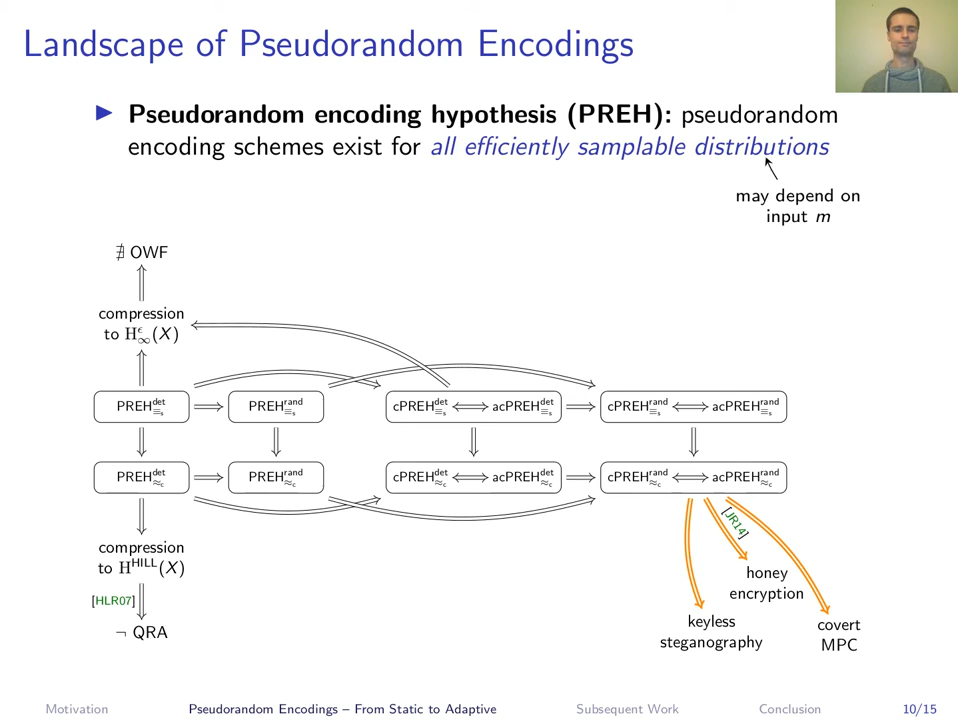 Landscape of Pseudorandom Encodings
▶ Pseudorandom encoding hypothesis (PREH): pseudorandom
encoding schemes exist for all efficiently samplable distributions
may depend on
input m
∄ OWF
compression
to H^ϵ_∞(X)
PREH^det_≡s ⟹ PREH^rand_≡s
cPREH^det_≡s ⟺ acPREH^det_≡s ⟹ cPREH^rand_≡s ⟺ acPREH^rand_≡s
PREH^det_≈c ⟹ PREH^rand_≈c
cPREH^det_≈c ⟺ acPREH^det_≈c ⟹ cPREH^rand_≈c ⟺ acPREH^rand_≈c
[JR14]
compression
to H^HILL(X)
[HLR07]
¬ QRA
honey
encryption
keyless
steganography
covert
MPC
Motivation Pseudorandom Encodings – From Static to Adaptive Subsequent Work Conclusion 10/15